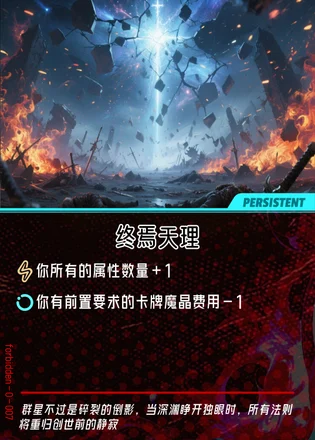 PERSISTENT
终焉天理
你所有的属性数量+1
你有前置要求的卡牌魔晶费用-1
forbidden-0-007
群星不过是碎裂的倒影，当深渊睁开独眼时，所有法则
将重归创世前的静寂